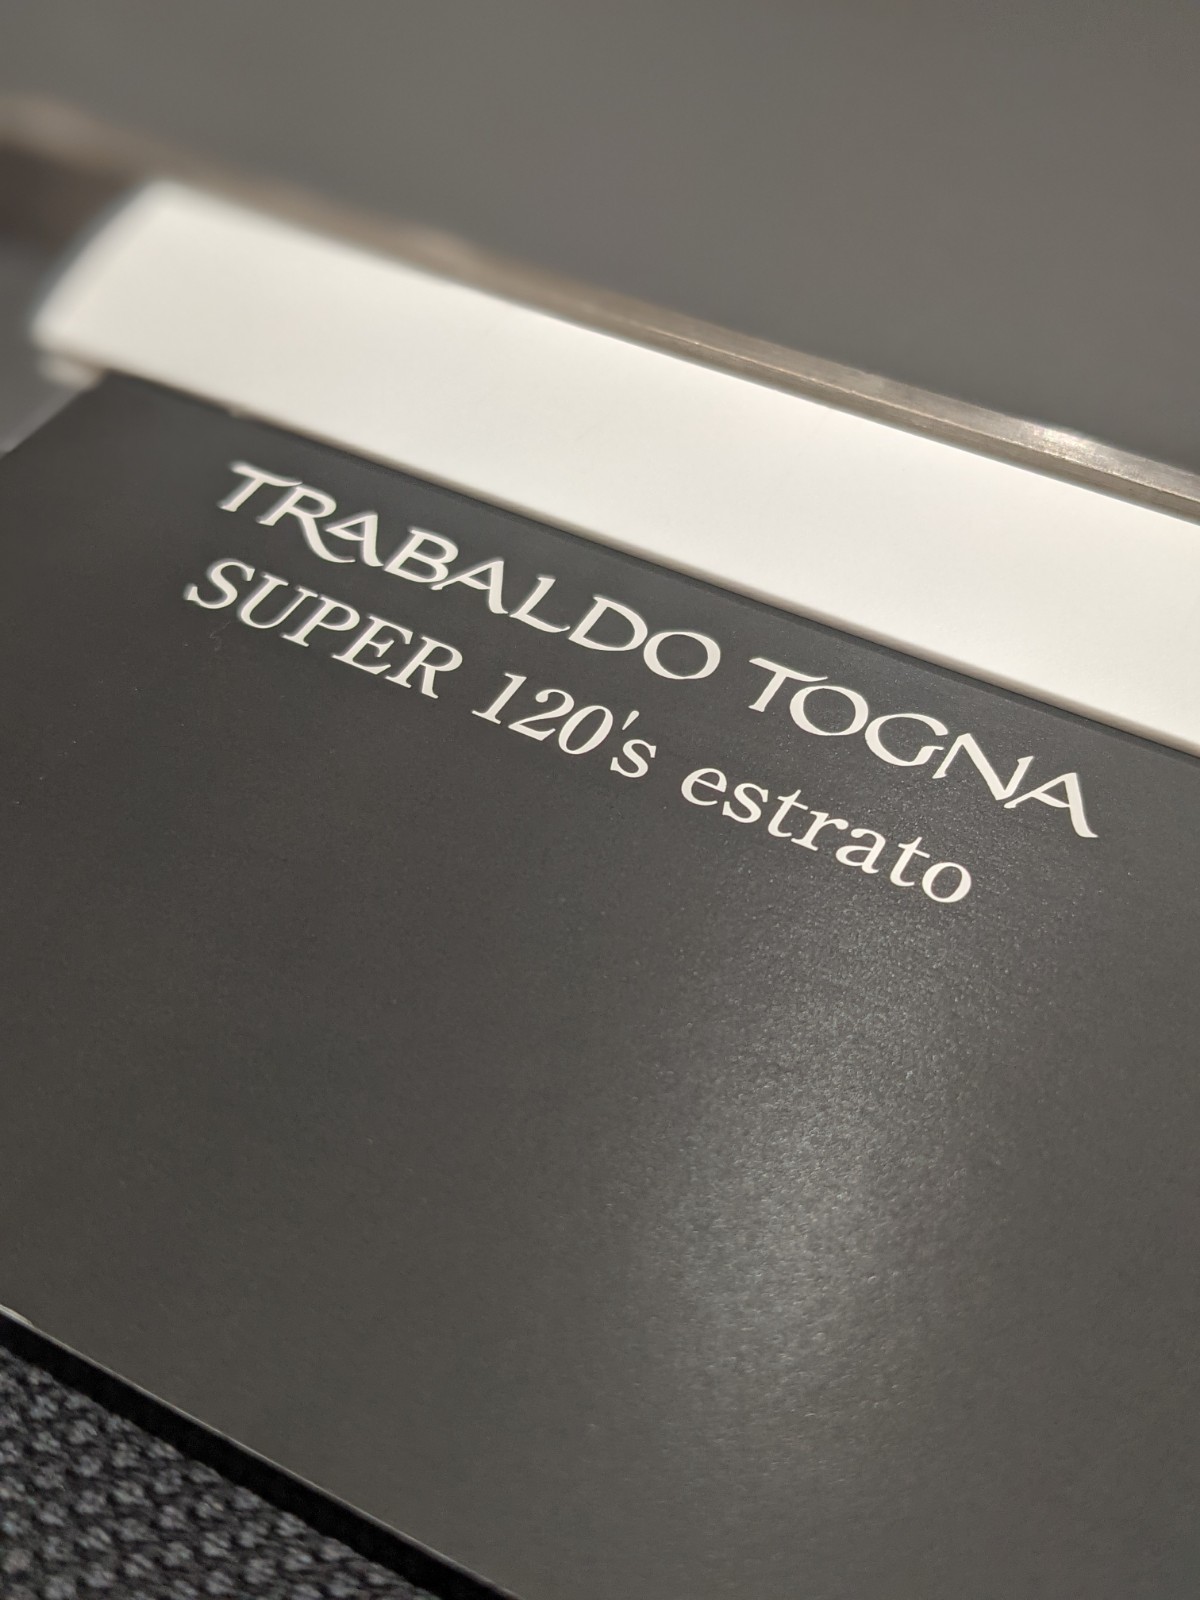 TRABALDO TOGNA
SUPER 120's estrato